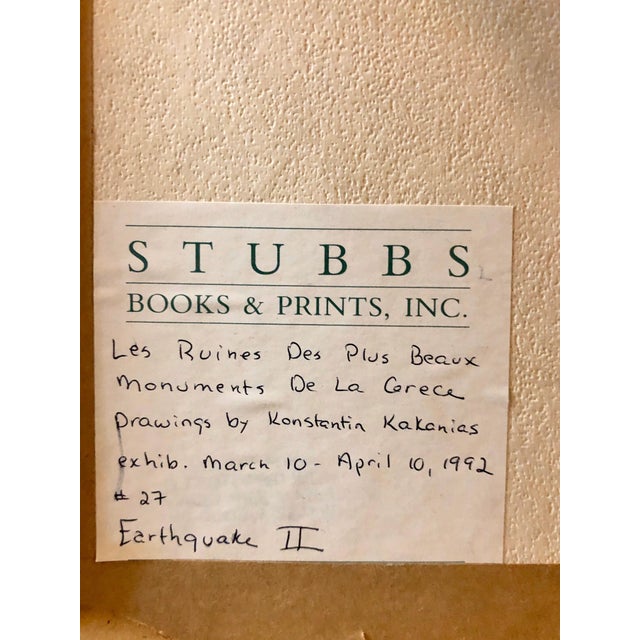 STUBBS
BOOKS & PRINTS, INC.
Les Ruines Des Plus Beaux
Monuments De La Grece
Drawings by Konstantin Kakanias
exhib. March 10 - April 10, 1992
# 27
Earthquake II